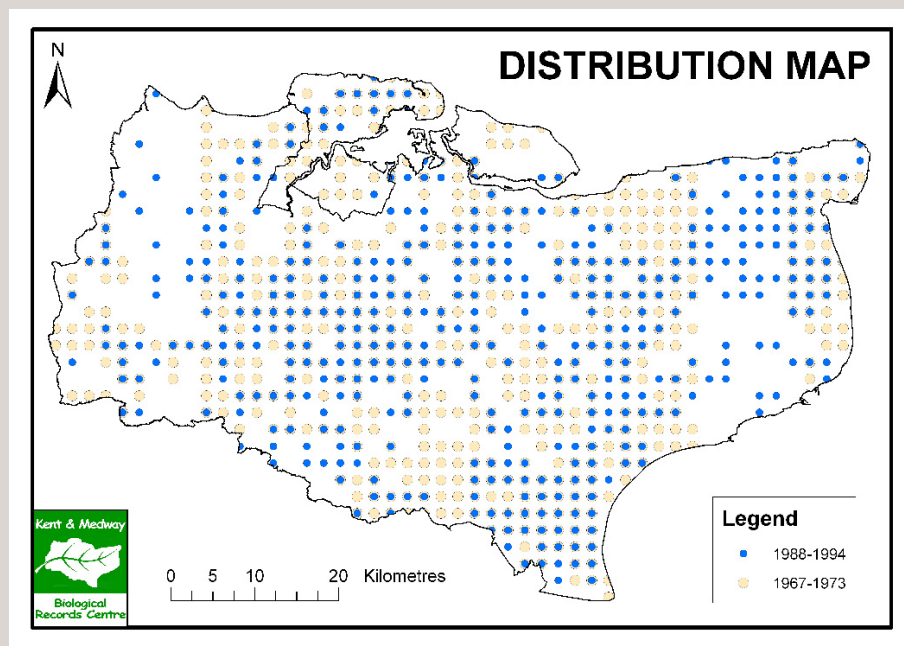 N
DISTRIBUTION MAP
Kent & Medway
Biological
Records Centre
0 5 10 20 Kilometres
Legend
1988-1994
1967-1973